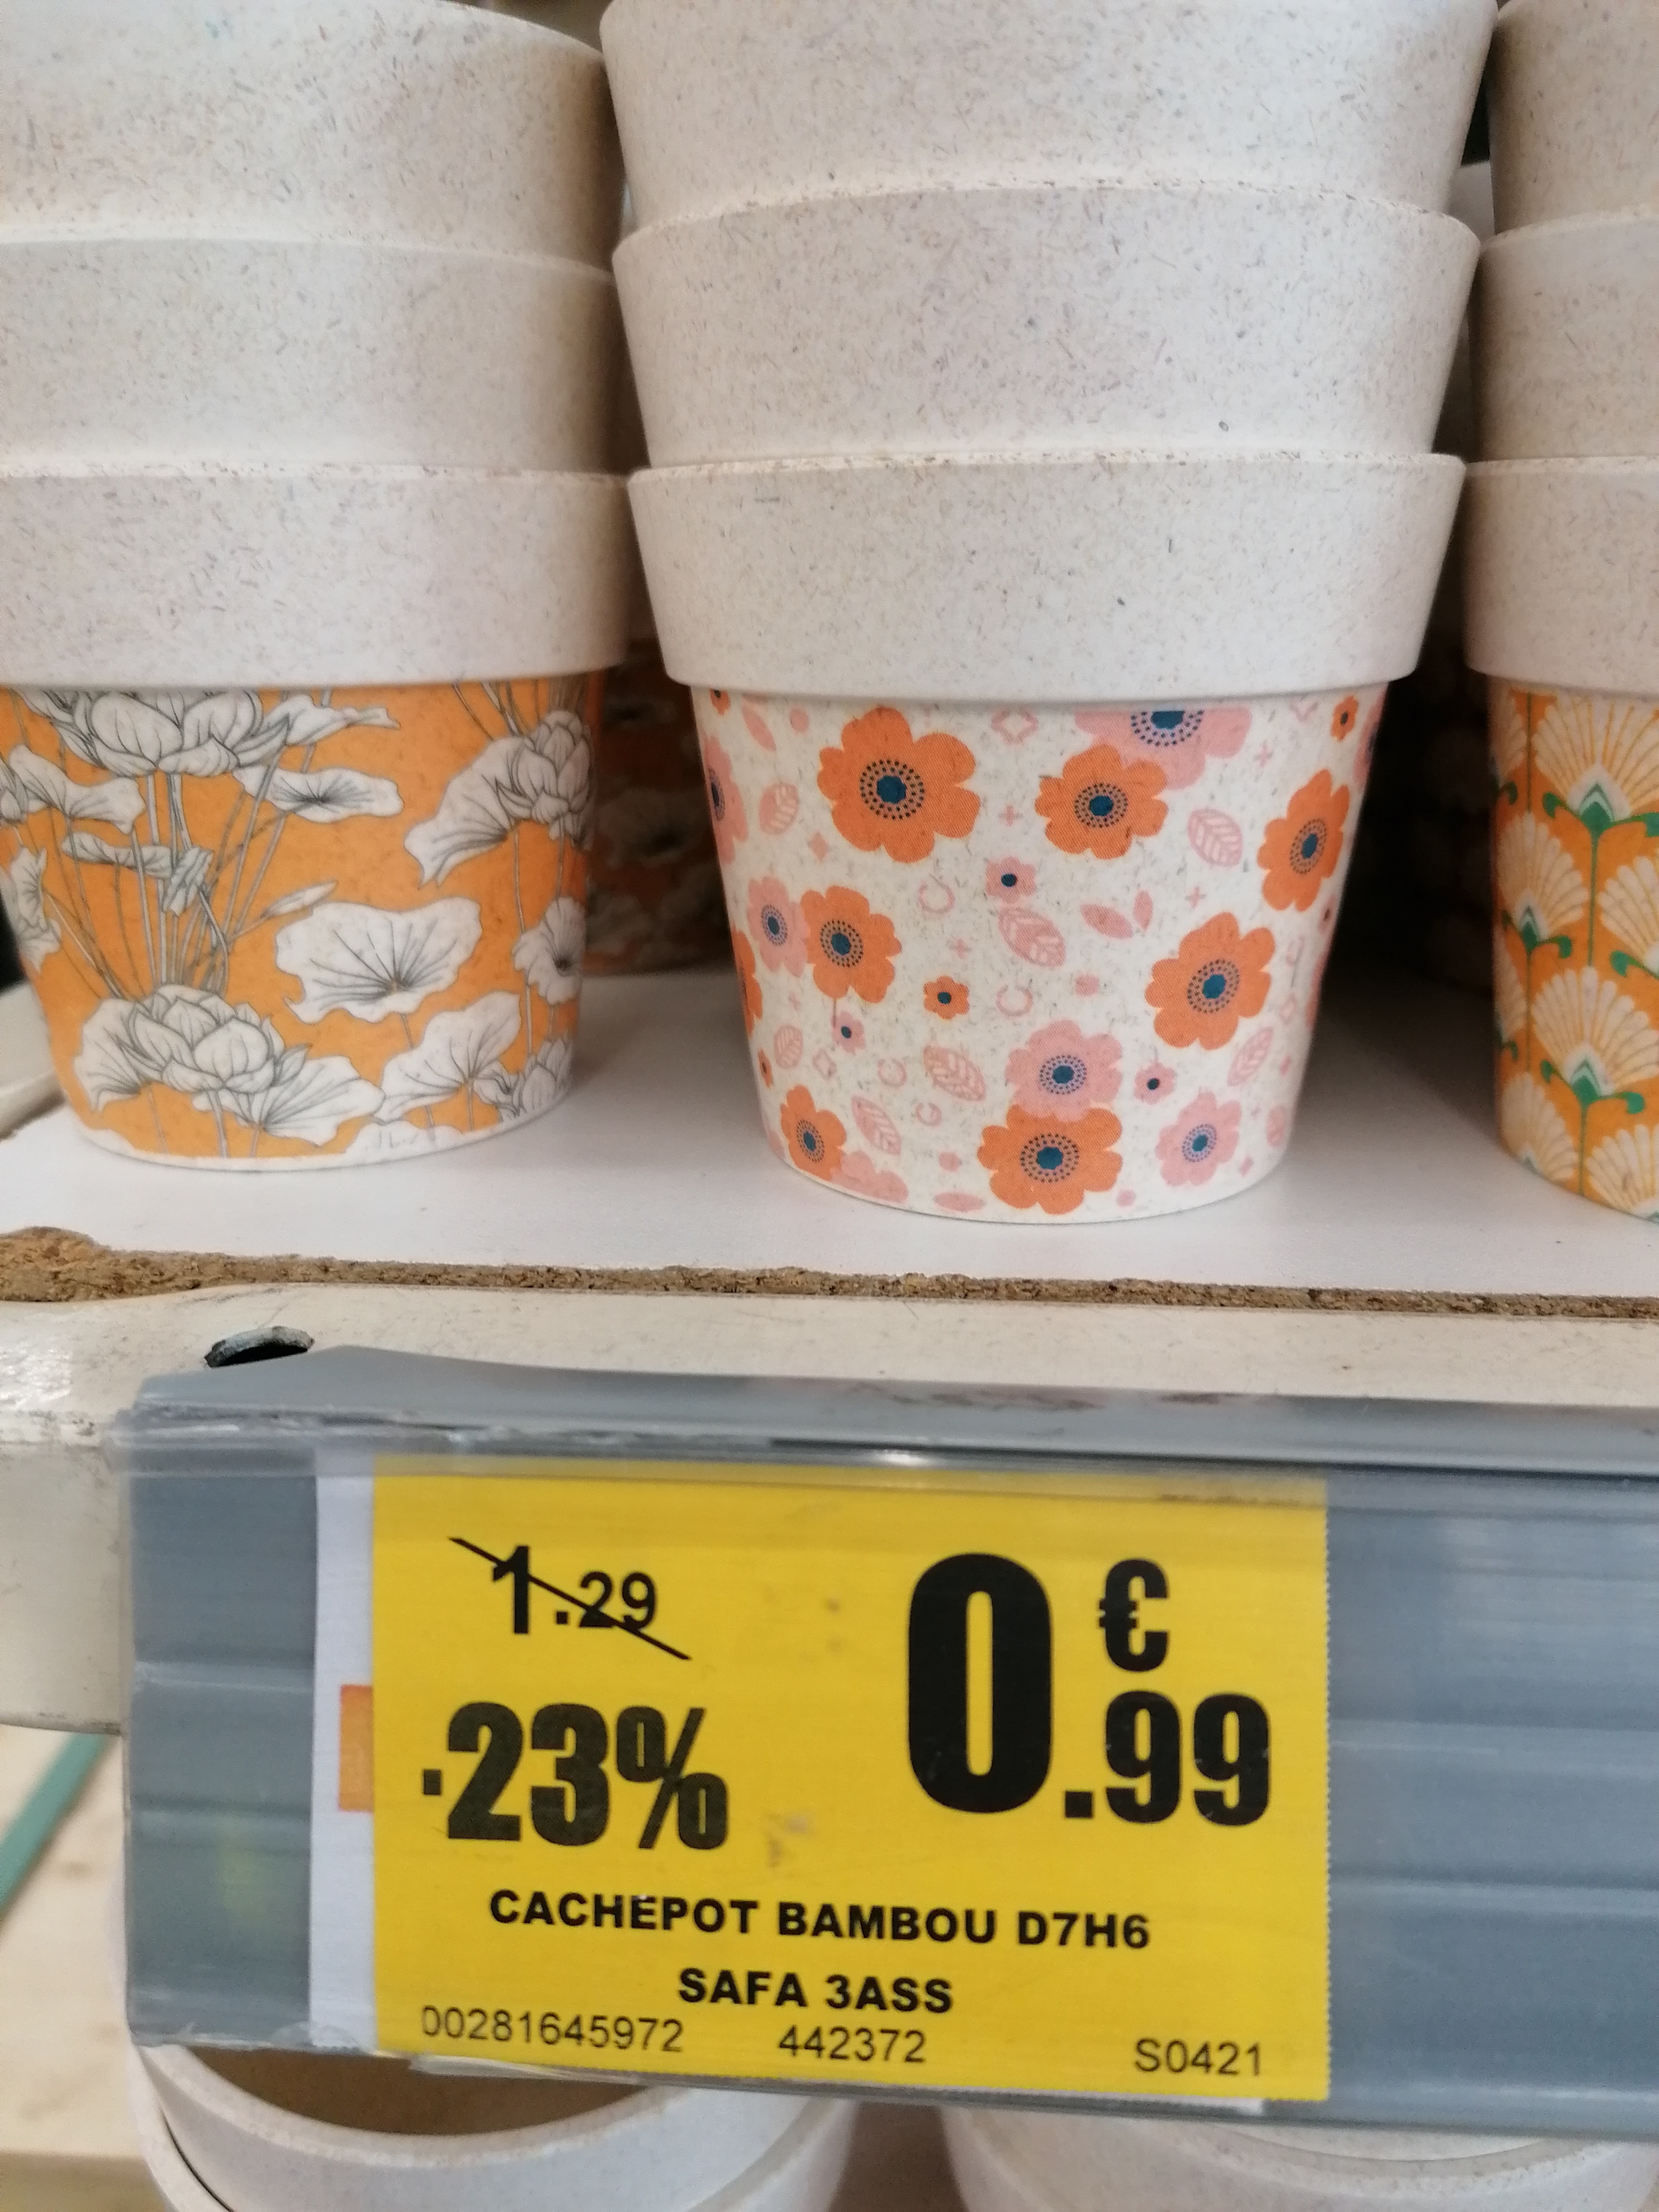 1.29
0€.99
-23%
CACHEPOT BAMBOU D7H6
SAFA 3ASS
00281645972 442372 S0421